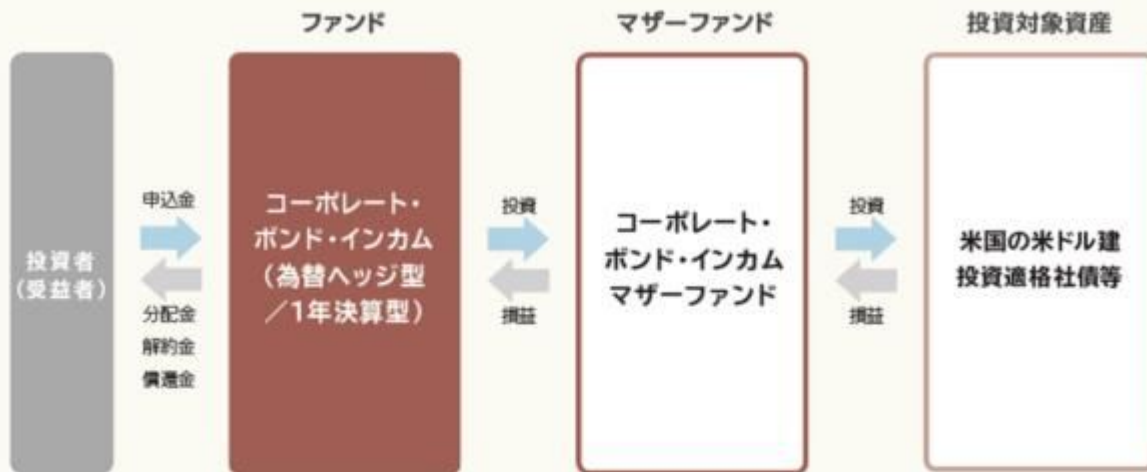 ファンド
マザーファンド
投資対象資産
投資者
(受益者)
申込金
分配金
解約金
償還金
コーポレート・
ボンド・インカム
(為替ヘッジ型
/1年決算型)
投資
損益
コーポレート・
ボンド・インカム
マザーファンド
投資
損益
米国の米ドル建
投資適格社債等